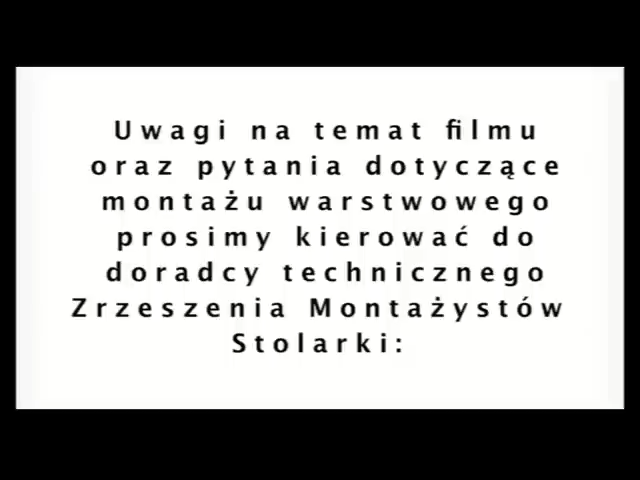 Uwagi na temat filmu
oraz pytania dotyczące
montażu warstwowego
prosimy kierować do
doradcy technicznego
Zrzeszenia Montażystów
Stolarki: